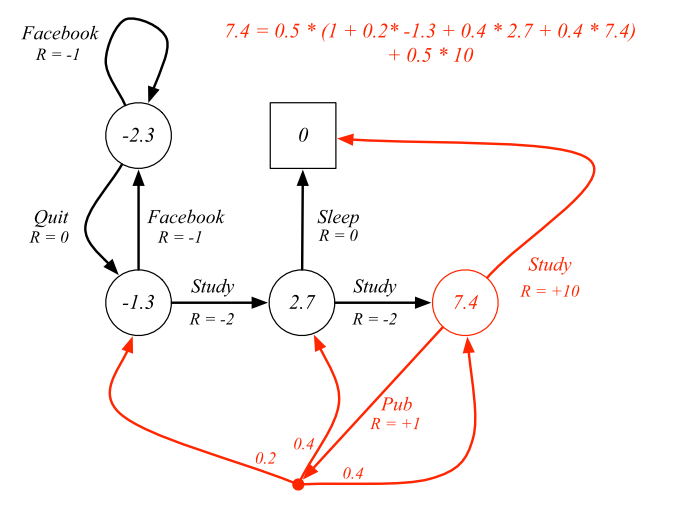 Facebook
R = -1
7.4 = 0.5 * (1 + 0.2* -1.3 + 0.4 * 2.7 + 0.4 * 7.4)
+ 0.5 * 10
-2.3
0
Quit
R = 0
Facebook
R = -1
Sleep
R = 0
Study
R = +10
-1.3
Study
R = -2
2.7
Study
R = -2
7.4
Pub
R = +1
0.2
0.4
0.4